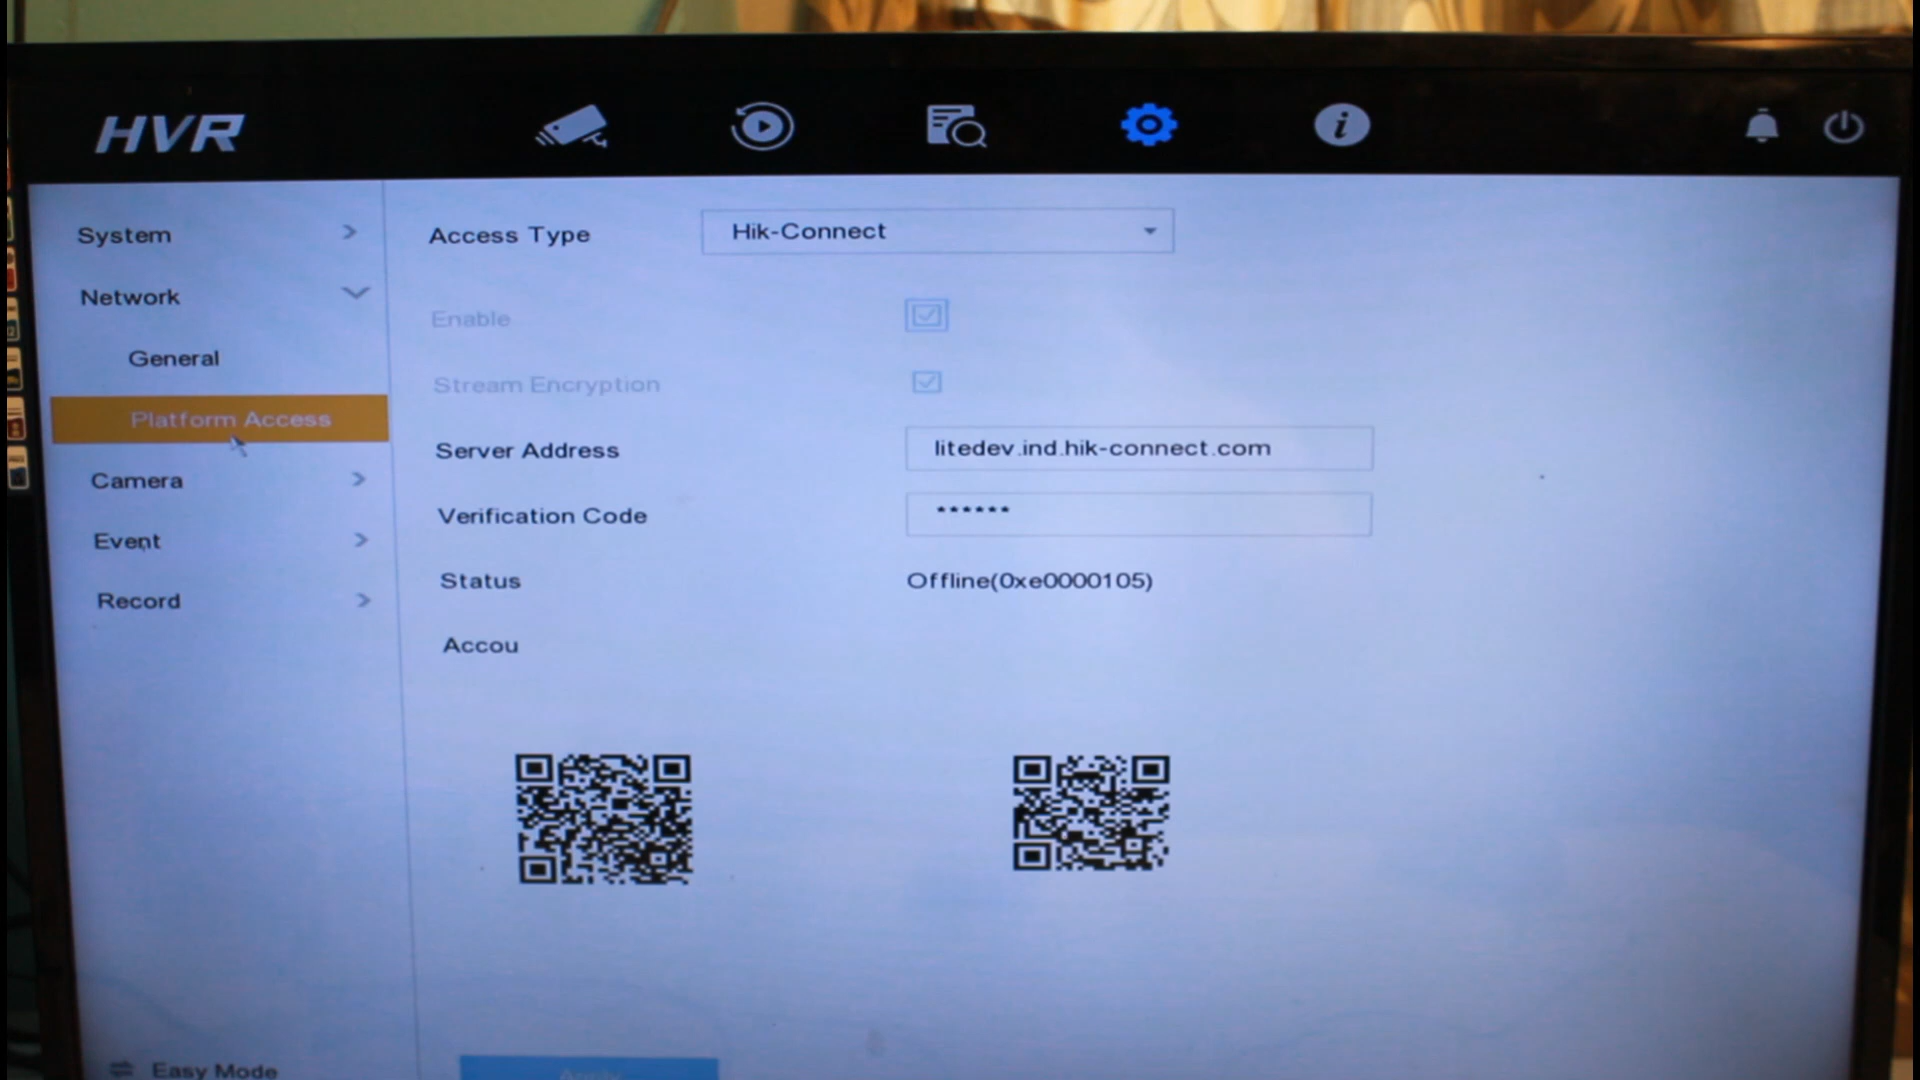 HVR
System
Access Type
Hik-Connect
Network
Enable
General
Stream Encryption
Platform Access
Server Address
litedev.ind.hik-connect.com
Camera
Verification Code
******
Event
Status
Offline(0xe0000105)
Record
Accou
Easy Mode
Apply